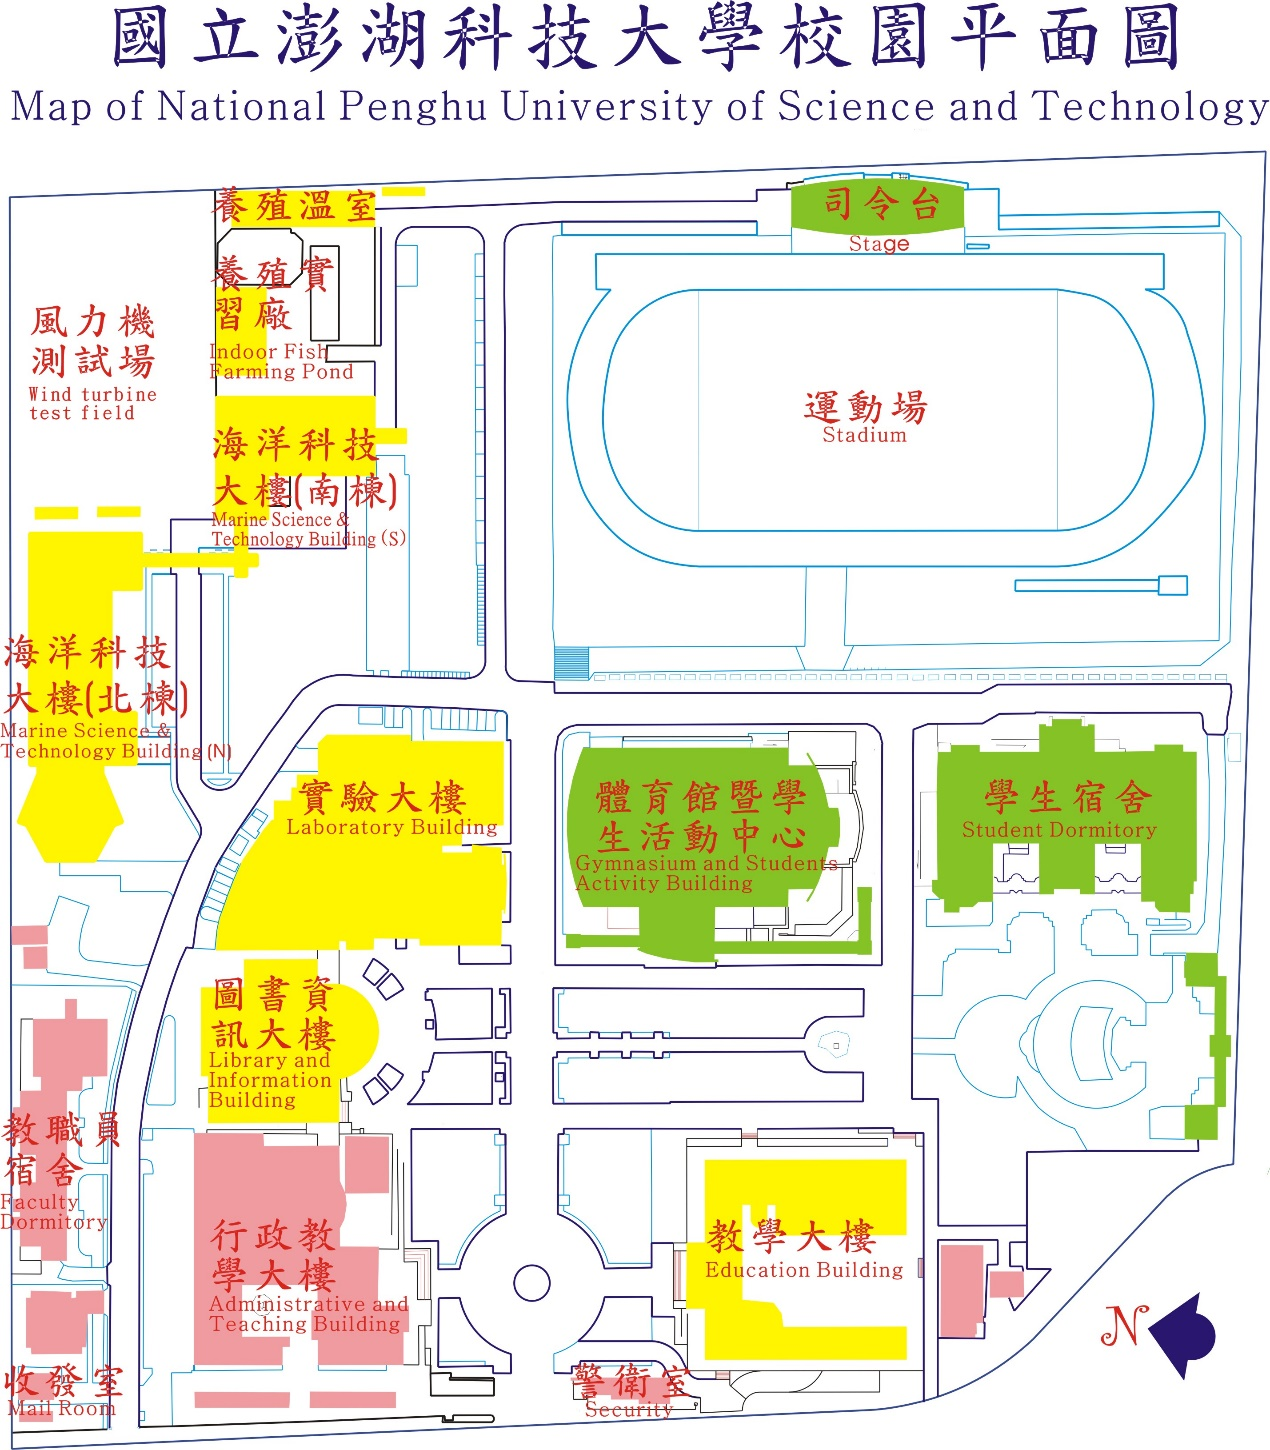 國立澎湖科技大學校園平面圖
Map of National Penghu University of Science and Technology
養殖溫室
司令台
Stage
養殖實
習廠
Indoor Fish
Farming Pond
風力機
測試場
Wind turbine
test field
運動場
Stadium
海洋科技
大樓(南棟)
Marine Science &
Technology Building (S)
海洋科技
大樓(北棟)
Marine Science &
Technology Building (N)
實驗大樓
Laboratory Building
體育館暨學
生活動中心
Gymnasium and Students
Activity Building
學生宿舍
Student Dormitory
圖書資
訊大樓
Library and
Information
Building
教職員
宿舍
Faculty
Dormitory
行政教
學大樓
Administrative and
Teaching Building
教學大樓
Education Building
N
收發室
Mail Room
警衛室
Security